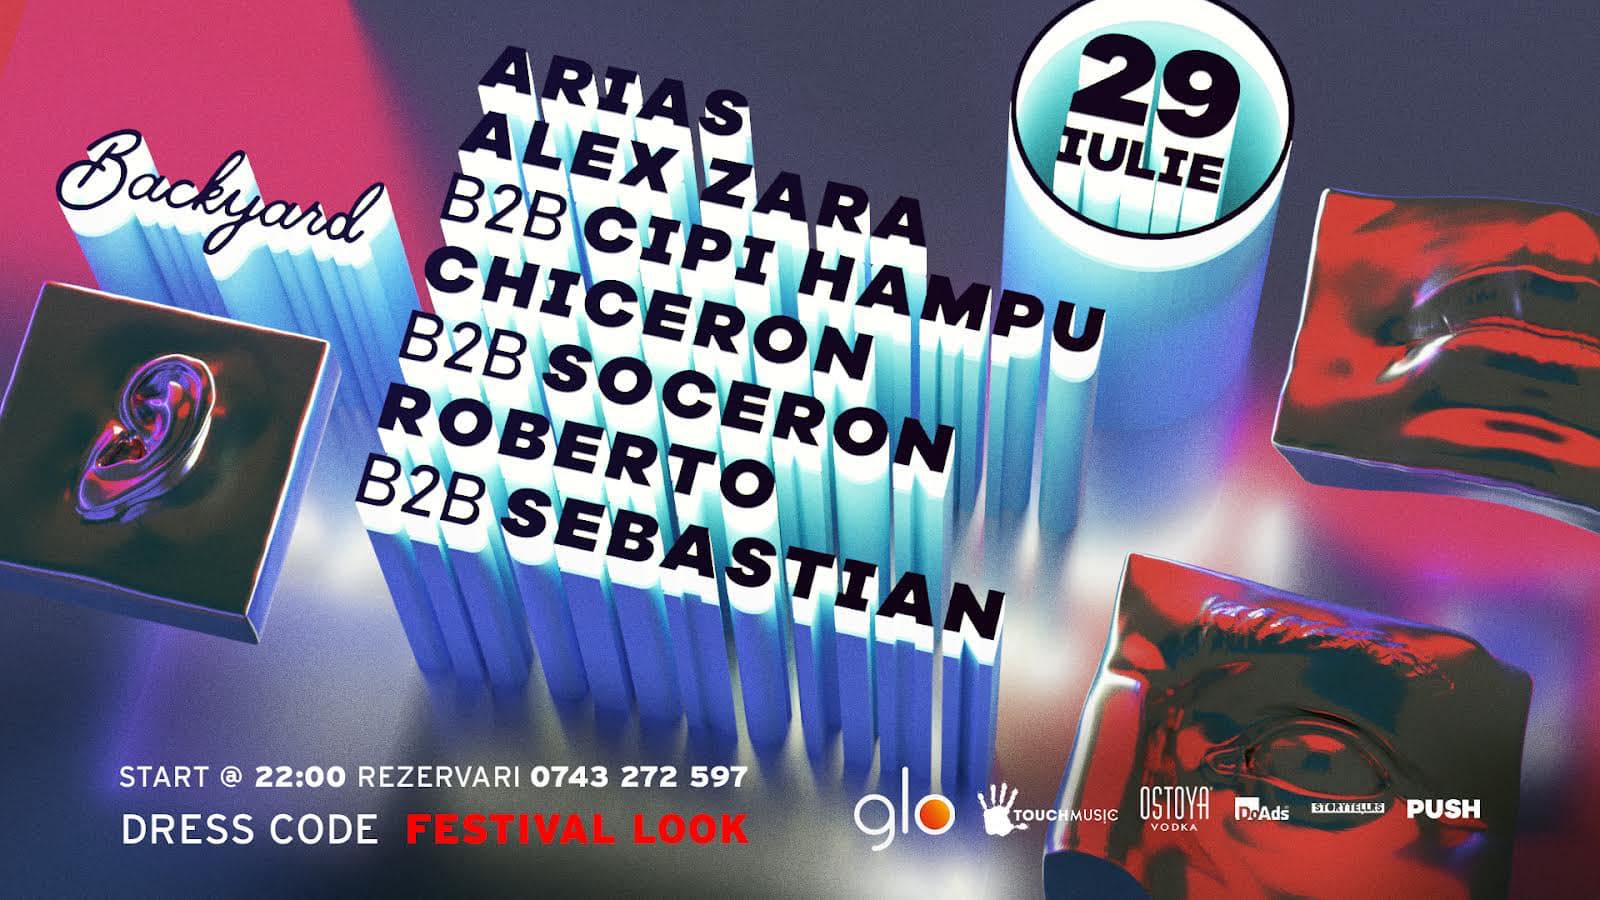 Backyard
ARIAS
ALEX ZARA
B2B CIPI HAMPU
CHICERON
B2B SOCERON
ROBERTO
B2B SEBASTIAN
29
IULIE
START @ 22:00 REZERVARI 0743 272 597
DRESS CODE FESTIVAL LOOK
glo
TOUCHMUSIC
OSTOYA
VODKA
DoAds
STORYTELLRS
PUSH